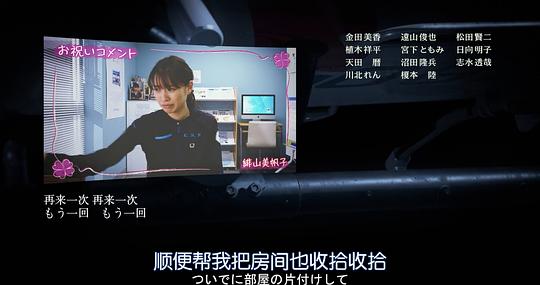 お祝いコメント
緋山美帆子
金田美香　遠山俊也　松田賢二
植木祥平　宮下ともみ　日向明子
天田　暦　沼田隆兵　志水透哉
川北れん　榎本　陸
再来一次 再来一次
もう一回　もう一回
顺便帮我把房间也收拾收拾
ついでに部屋の片付けして